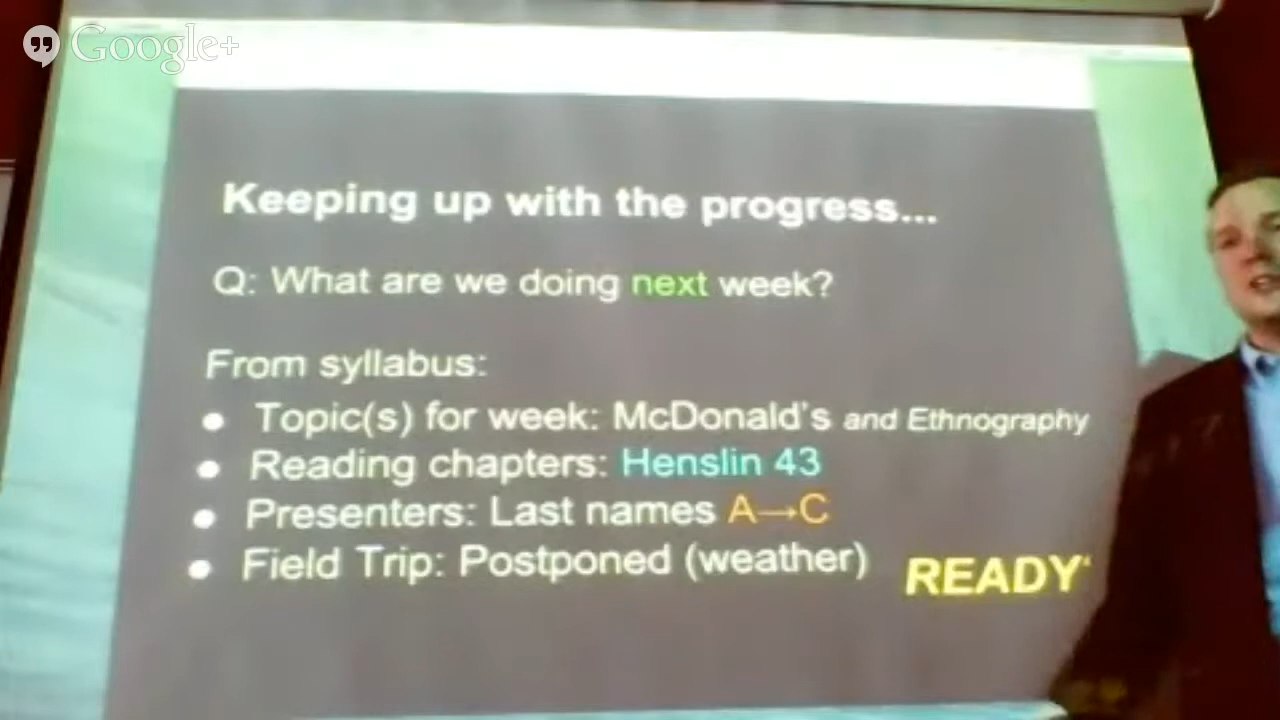 Google+
Keeping up with the progress...
Q: What are we doing next week?
From syllabus:
● Topic(s) for week: McDonald's and Ethnography
● Reading chapters: Henslin 43
● Presenters: Last names A→C
● Field Trip: Postponed (weather)
READY